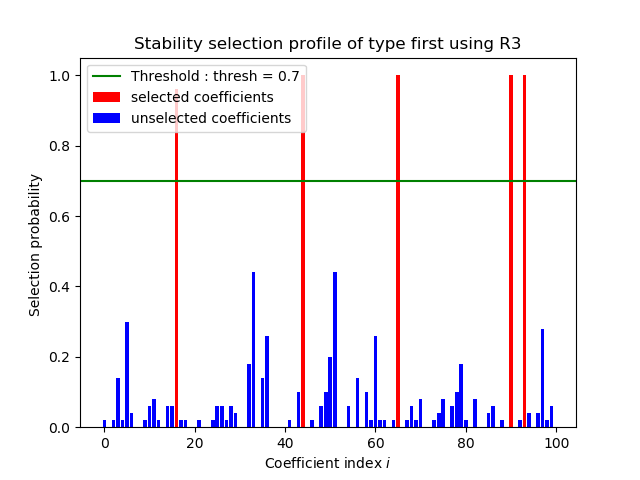 Stability selection profile of type first using R3
Threshold : thresh = 0.7
selected coefficients
unselected coefficients
Selection probability
1.0
0.8
0.6
0.4
0.2
0.0
0 20 40 60 80 100
Coefficient index i